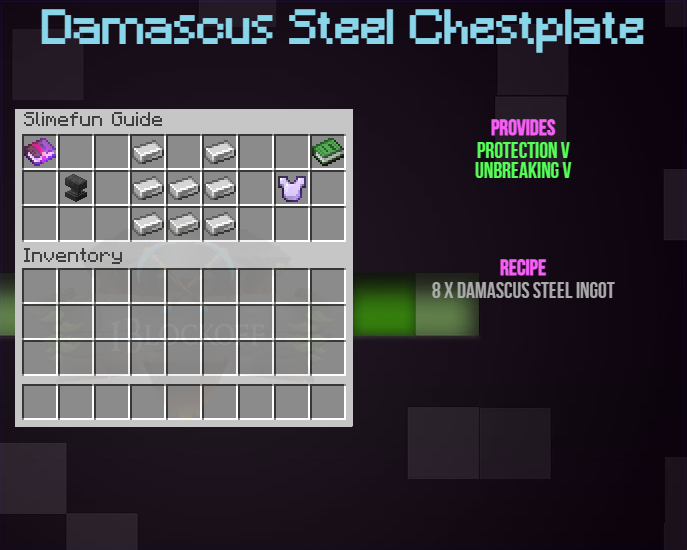 Damascus Steel Chestplate
Slimefun Guide
PROVIDES
PROTECTION V
UNBREAKING V
Inventory
RECIPE
8 X DAMASCUS STEEL INGOT